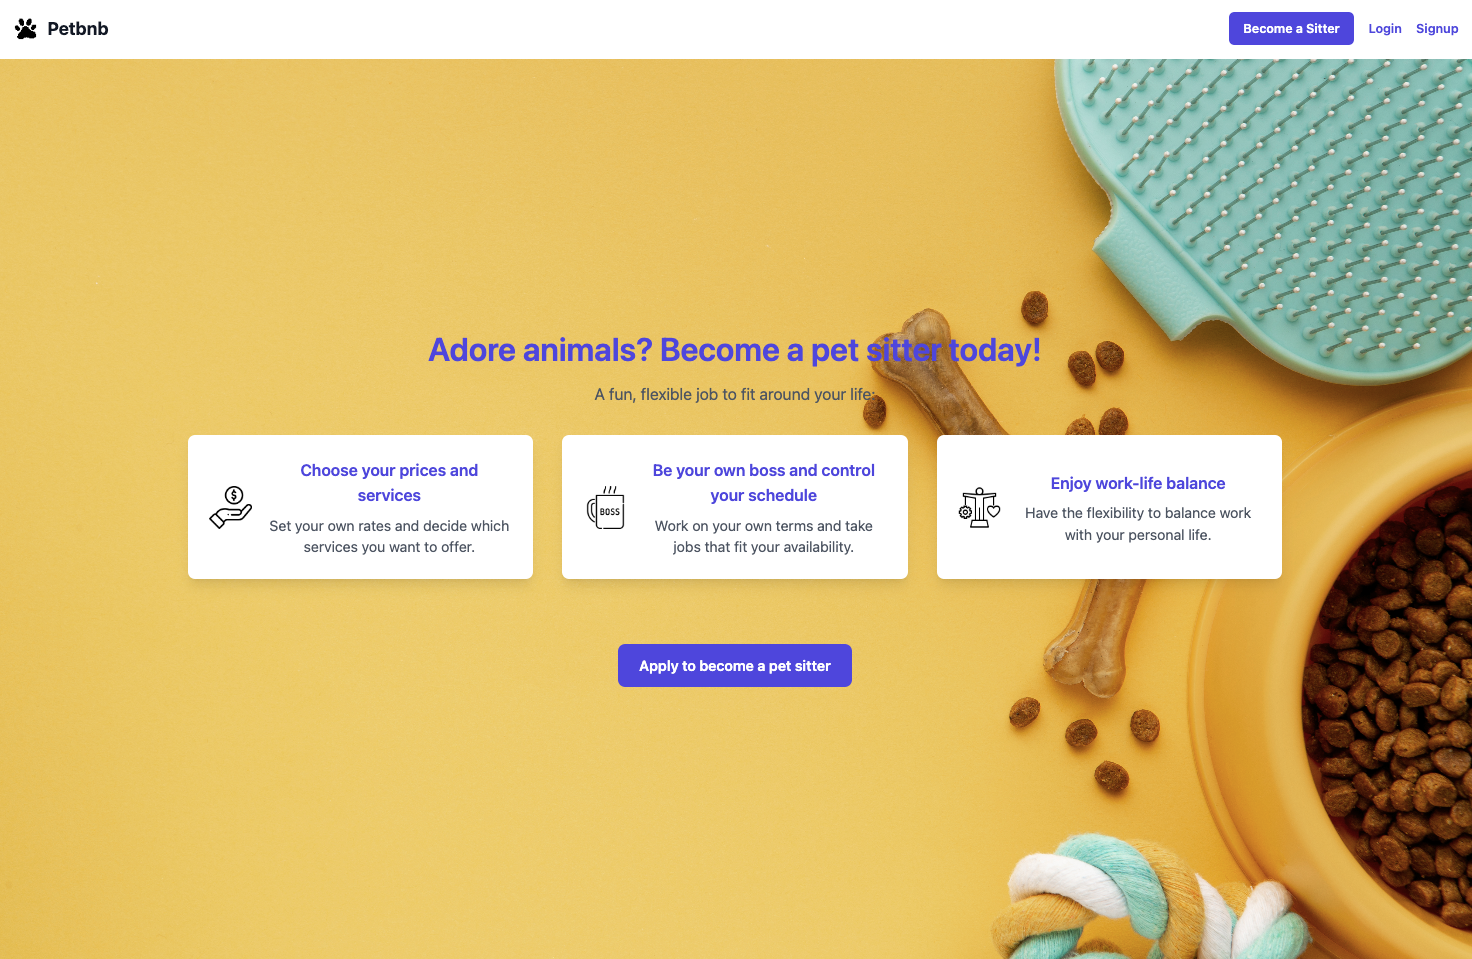 Petbnb
Become a Sitter
Login
Signup
Adore animals? Become a pet sitter today!
A fun, flexible job to fit around your life:
Choose your prices and
services
Set your own rates and decide which
services you want to offer.
BOSS
Be your own boss and control
your schedule
Work on your own terms and take
jobs that fit your availability.
Enjoy work-life balance
Have the flexibility to balance work
with your personal life.
Apply to become a pet sitter